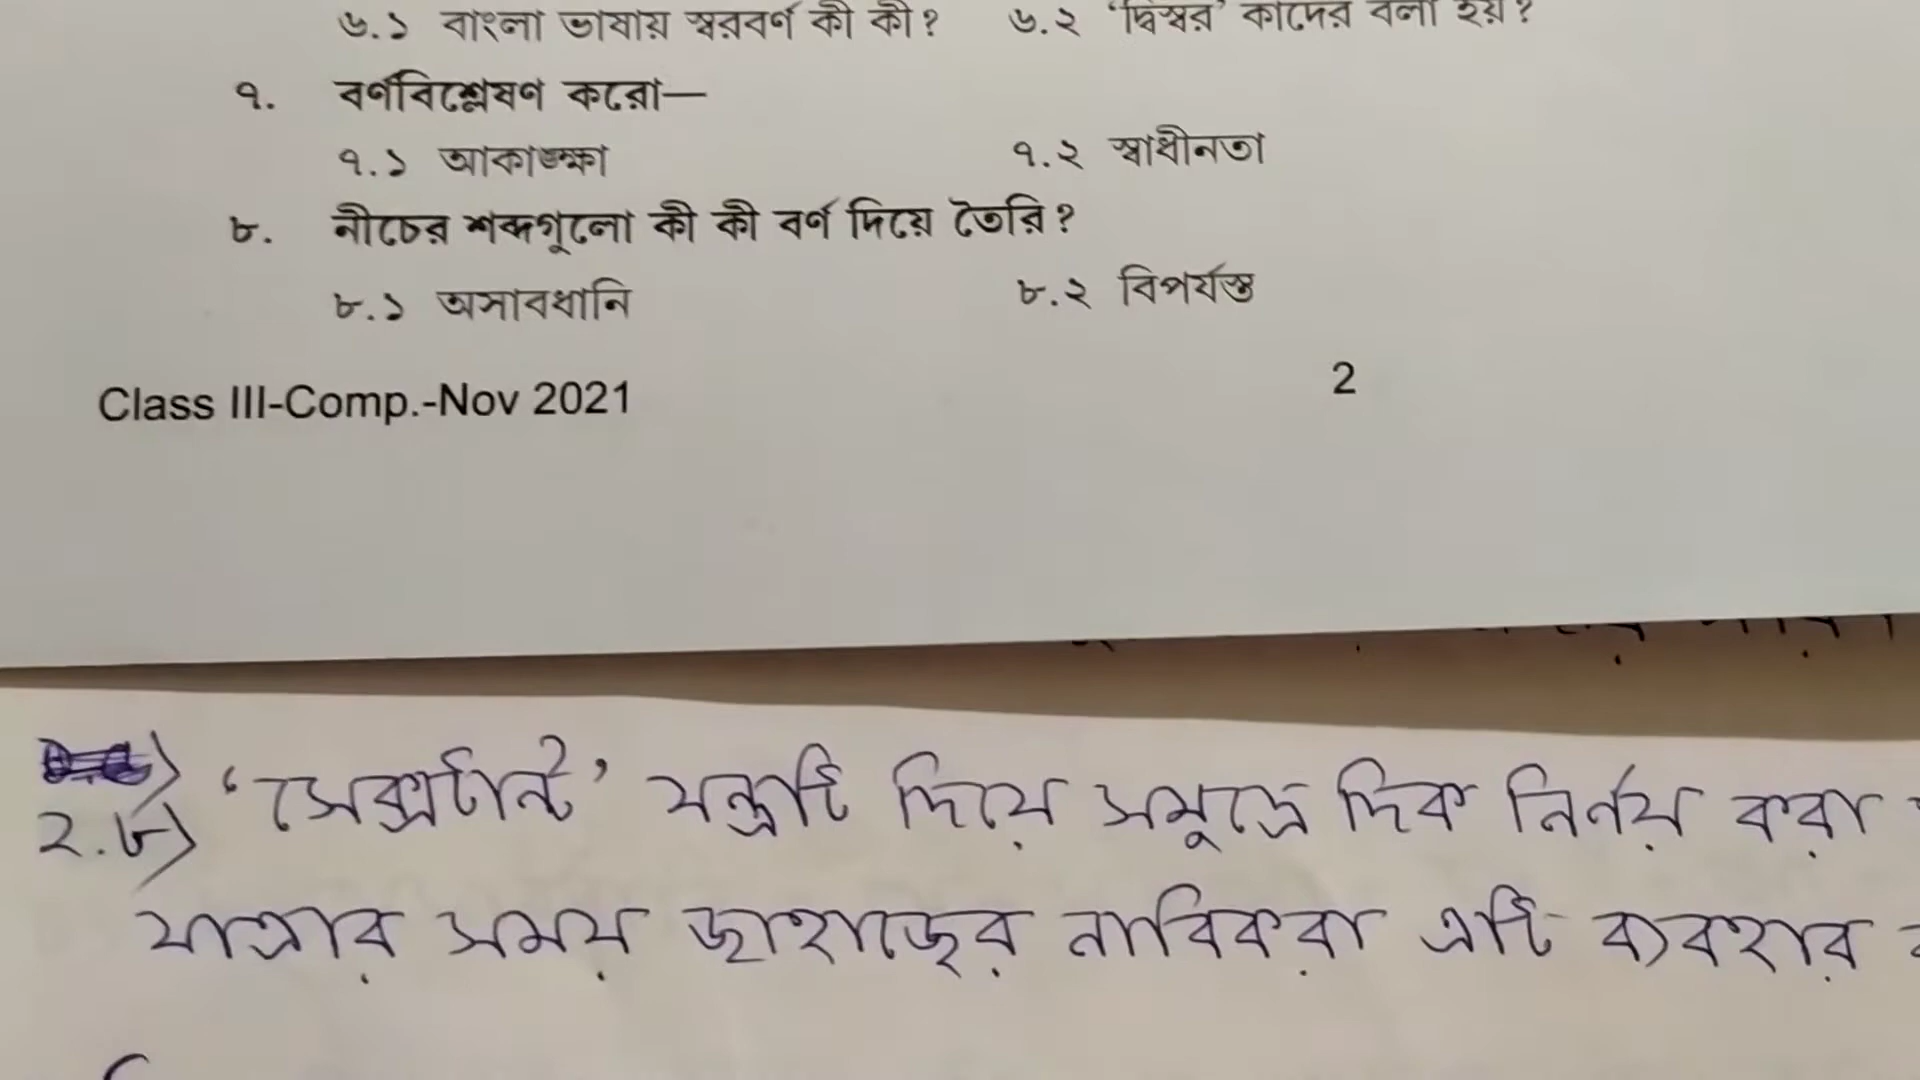 ৬.১ বাংলা ভাষায় স্বরবর্ণ কী কী? ৬.২ ‘দ্বিস্বর’ কাদের বলা হয়?
৭. বর্ণবিশ্লেষণ করো—
৭.১ আকাঙ্ক্ষা ৭.২ স্বাধীনতা
৮. নীচের শব্দগুলো কী কী বর্ণ দিয়ে তৈরি?
৮.১ অসাবধানি ৮.২ বিপর্যস্ত
Class III-Comp.-Nov 2021 2
২.৮) ‘সেক্সটান্ট’ যন্ত্রটি দিয়ে সমুদ্রে দিক নির্ণয় করা
যাত্রার সময় জাহাজের নাবিকরা এটি ব্যবহার